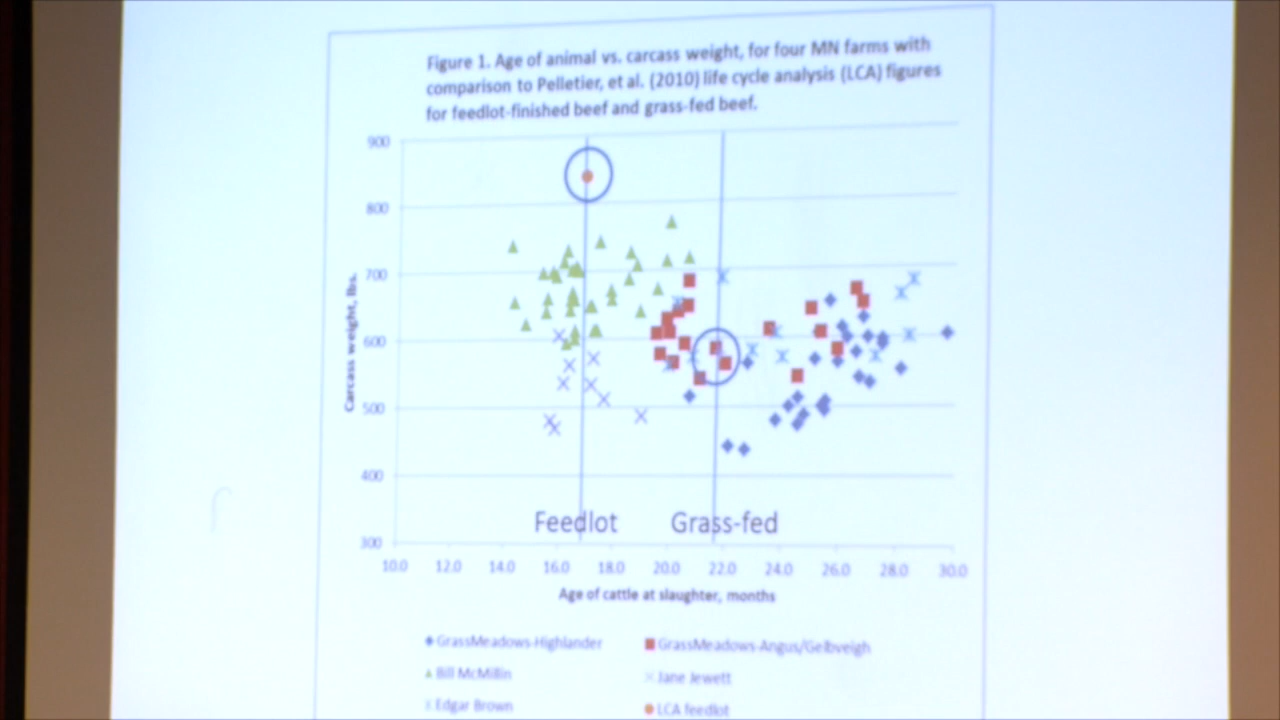 Figure 1. Age of animal vs. carcass weight, for four MN farms with
comparison to Pelletier, et al. (2010) life cycle analysis (LCA) figures
for feedlot-finished beef and grass-fed beef.
900
800
700
600
500
400
300
Carcass weight, lbs.
Feedlot
Grass-fed
10.0 12.0 14.0 16.0 18.0 20.0 22.0 24.0 26.0 28.0 30.0
Age of cattle at slaughter, months
GrassMeadows-Highlander GrassMeadows-Angus/Gelbveigh
Bill McMillin Jane Jewett
Edgar Brown LCA feedlot